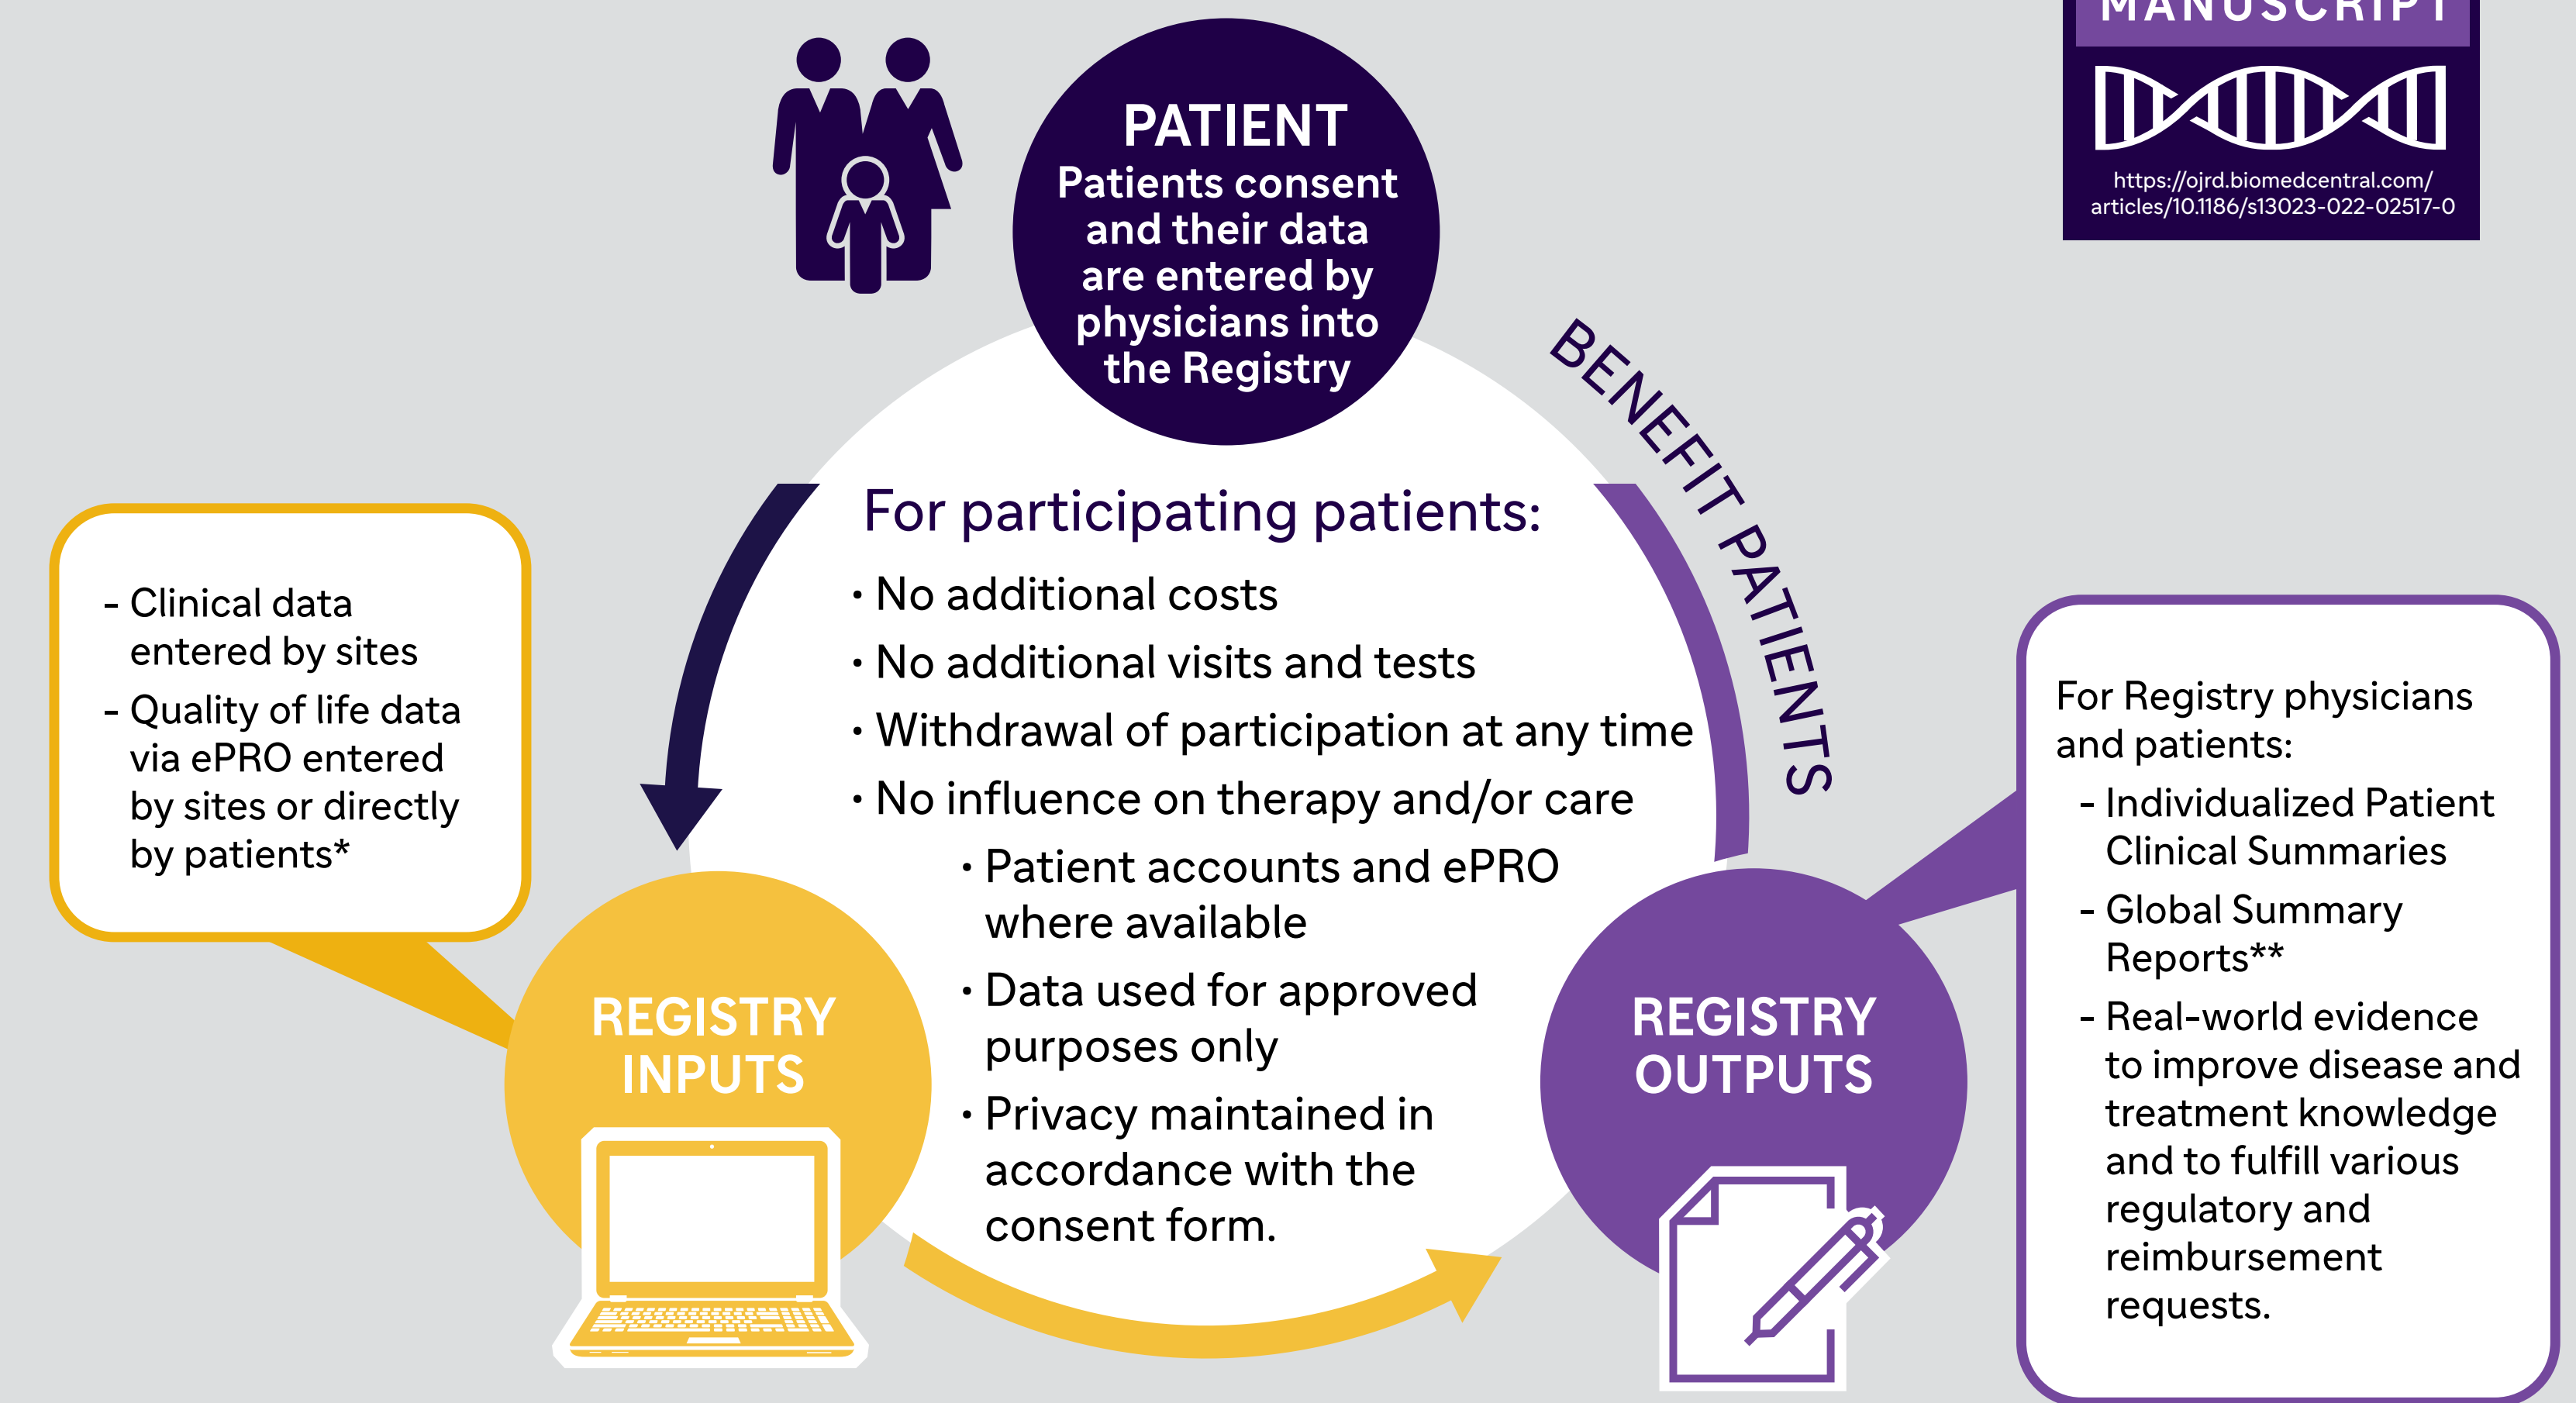 MANUSCRIPT
https://ojrd.biomedcentral.com/
articles/10.1186/s13023-022-02517-0
PATIENT
Patients consent
and their data
are entered by
physicians into
the Registry
BENEFIT PATIENTS
For participating patients:
· No additional costs
· No additional visits and tests
· Withdrawal of participation at any time
· No influence on therapy and/or care
· Patient accounts and ePRO
where available
· Data used for approved
purposes only
· Privacy maintained in
accordance with the
consent form.
- Clinical data
entered by sites
- Quality of life data
via ePRO entered
by sites or directly
by patients*
REGISTRY
INPUTS
REGISTRY
OUTPUTS
For Registry physicians
and patients:
- Individualized Patient
Clinical Summaries
- Global Summary
Reports**
- Real-world evidence
to improve disease and
treatment knowledge
and to fulfill various
regulatory and
reimbursement
requests.